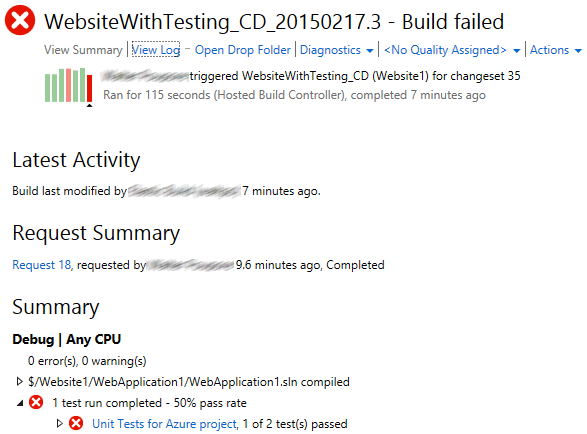 WebsiteWithTesting_CD_20150217.3 - Build failed
View Summary | View Log - Open Drop Folder | Diagnostics | <No Quality Assigned> | Actions
triggered WebsiteWithTesting_CD (Website1) for changeset 35
Ran for 115 seconds (Hosted Build Controller), completed 7 minutes ago
Latest Activity
Build last modified by 7 minutes ago.
Request Summary
Request 18, requested by 9.6 minutes ago, Completed
Summary
Debug | Any CPU
0 error(s), 0 warning(s)
$/Website1/WebApplication1/WebApplication1.sln compiled
1 test run completed - 50% pass rate
Unit Tests for Azure project, 1 of 2 test(s) passed